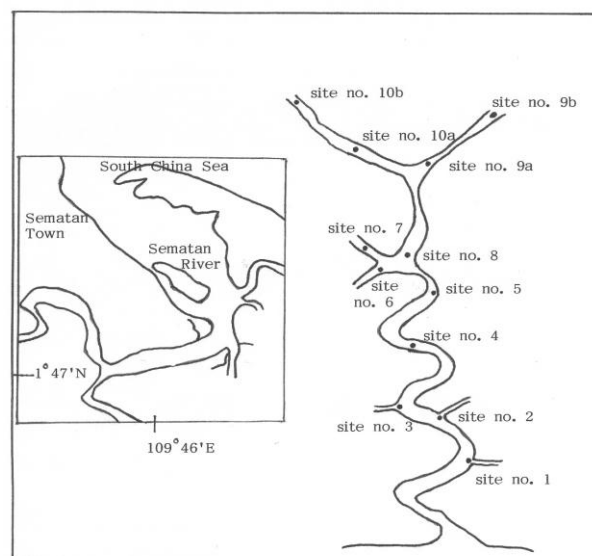 site no. 10b
site no. 9b
site no. 10a
site no. 9a
South China Sea
Sematan
Town
Sematan
River
site no. 7
site no. 8
site
no. 6
site no. 5
site no. 4
1°47'N
site no. 2
site no. 3
109°46'E
site no. 1